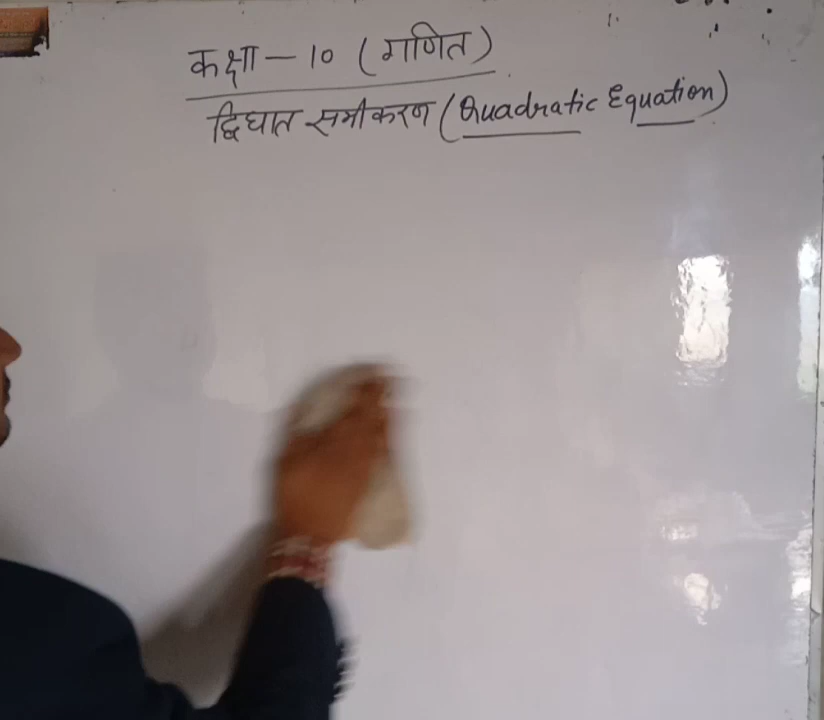 कक्षा - 10 (गणित)
द्विघात समीकरण (Quadratic Equation)